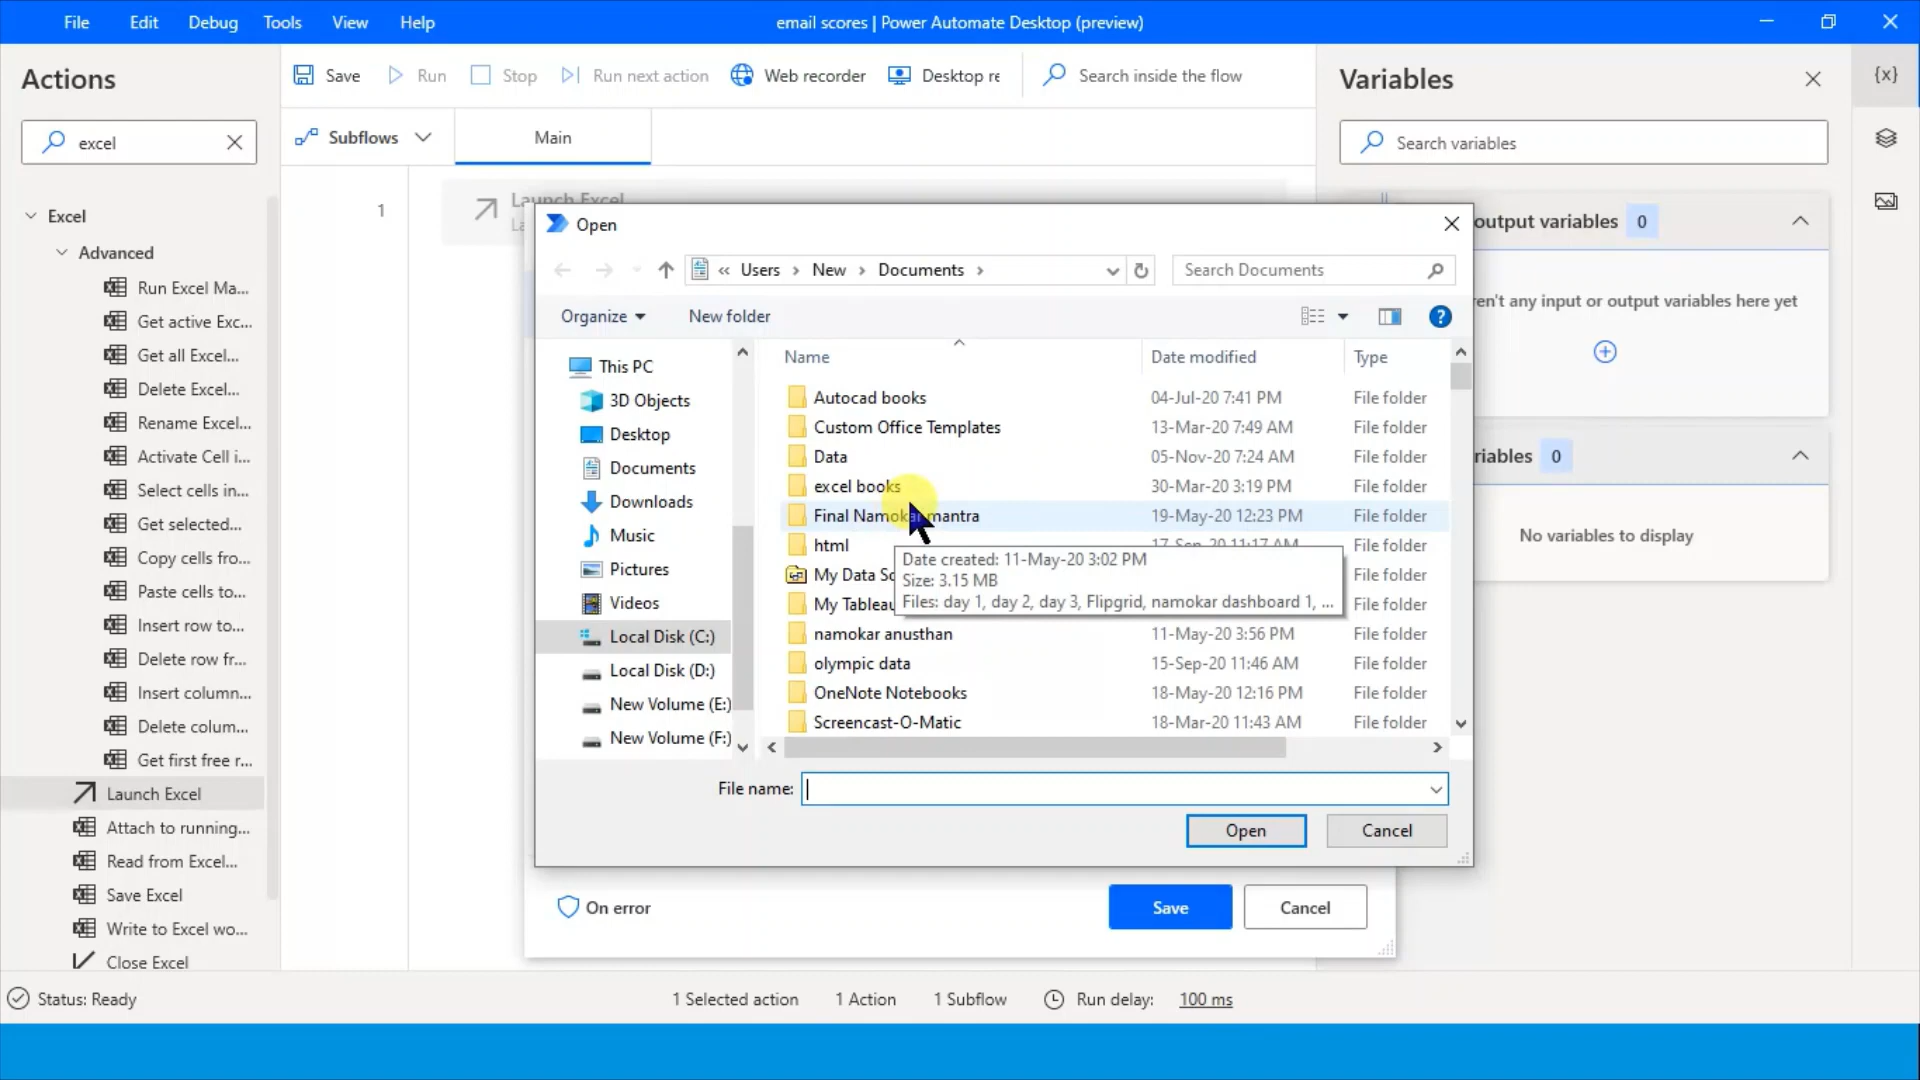 File Edit Debug Tools View Help
email scores | Power Automate Desktop (preview)
Actions
excel
Excel
Advanced
Run Excel Ma...
Get active Exc...
Get all Excel...
Delete Excel...
Rename Excel...
Activate Cell i...
Select cells in...
Get selected...
Copy cells fro...
Paste cells to...
Insert row to...
Delete row fr...
Insert column...
Delete colum...
Get first free r...
Launch Excel
Attach to running...
Read from Excel...
Save Excel
Write to Excel wo...
Close Excel
Save Run Stop Run next action Web recorder Desktop re Search inside the flow
Subflows Main
1
Launch Excel
Open
« Users › New › Documents ›
Search Documents
Organize New folder
This PC
3D Objects
Desktop
Documents
Downloads
Music
Pictures
Videos
Local Disk (C:)
Local Disk (D:)
New Volume (E:)
New Volume (F:)
Name Date modified Type
Autocad books 04-Jul-20 7:41 PM File folder
Custom Office Templates 13-Mar-20 7:49 AM File folder
Data 05-Nov-20 7:24 AM File folder
excel books 30-Mar-20 3:19 PM File folder
Final Namokar mantra 19-May-20 12:23 PM File folder
html 17-Sep-20 11:17 AM File folder
My Data So File folder
My Tableau File folder
namokar anusthan 11-May-20 3:56 PM File folder
olympic data 15-Sep-20 11:46 AM File folder
OneNote Notebooks 18-May-20 12:16 PM File folder
Screencast-O-Matic 18-Mar-20 11:43 AM File folder
Date created: 11-May-20 3:02 PM
Size: 3.15 MB
Files: day 1, day 2, day 3, Flipgrid, namokar dashboard 1, ...
File name:
Open Cancel
On error
Save Cancel
Variables
{x}
Search variables
output variables 0
en't any input or output variables here yet
riables 0
No variables to display
Status: Ready
1 Selected action 1 Action 1 Subflow Run delay: 100 ms